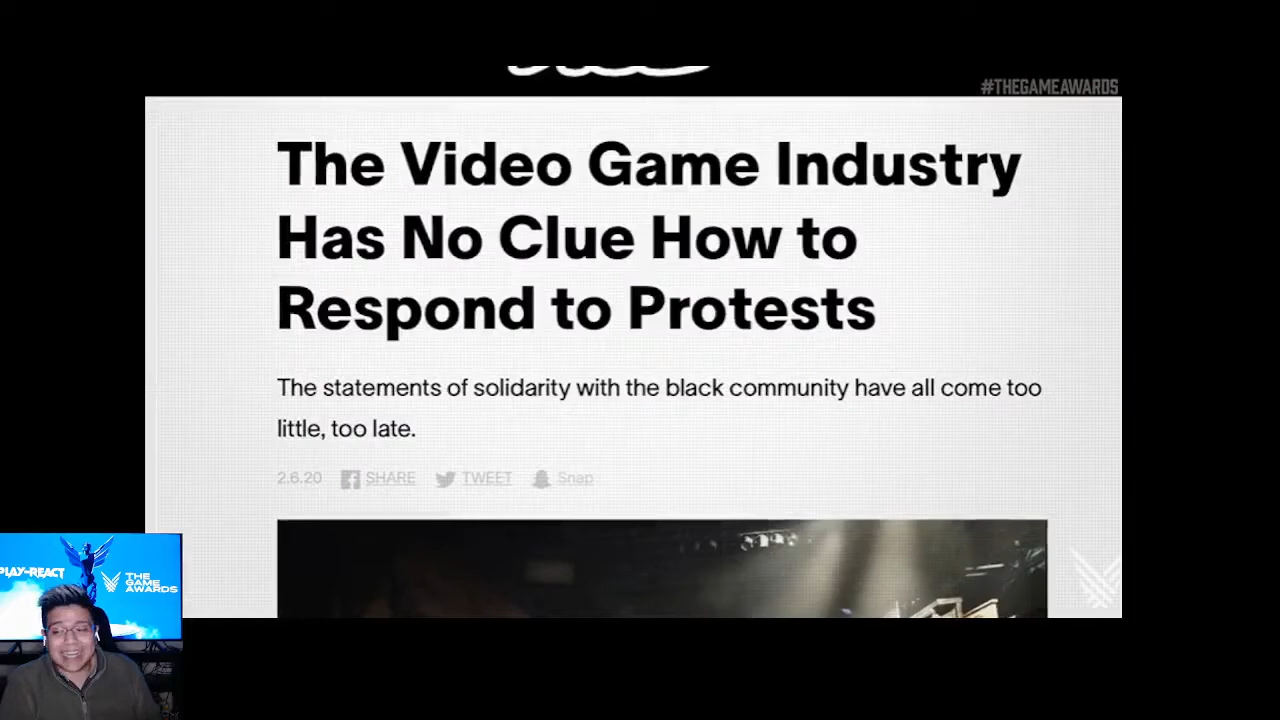 #THEGAMEAWARDS
The Video Game Industry
Has No Clue How to
Respond to Protests
The statements of solidarity with the black community have all come too
little, too late.
2.6.20 SHARE TWEET Snap
PLAY-REACT
THE
GAME
AWARDS